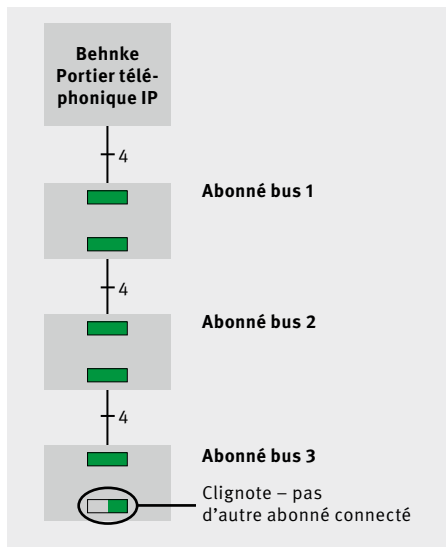 Behnke
Portier télé-
phonique IP
4
Abonné bus 1
4
Abonné bus 2
4
Abonné bus 3
Clignote – pas
d'autre abonné connecté